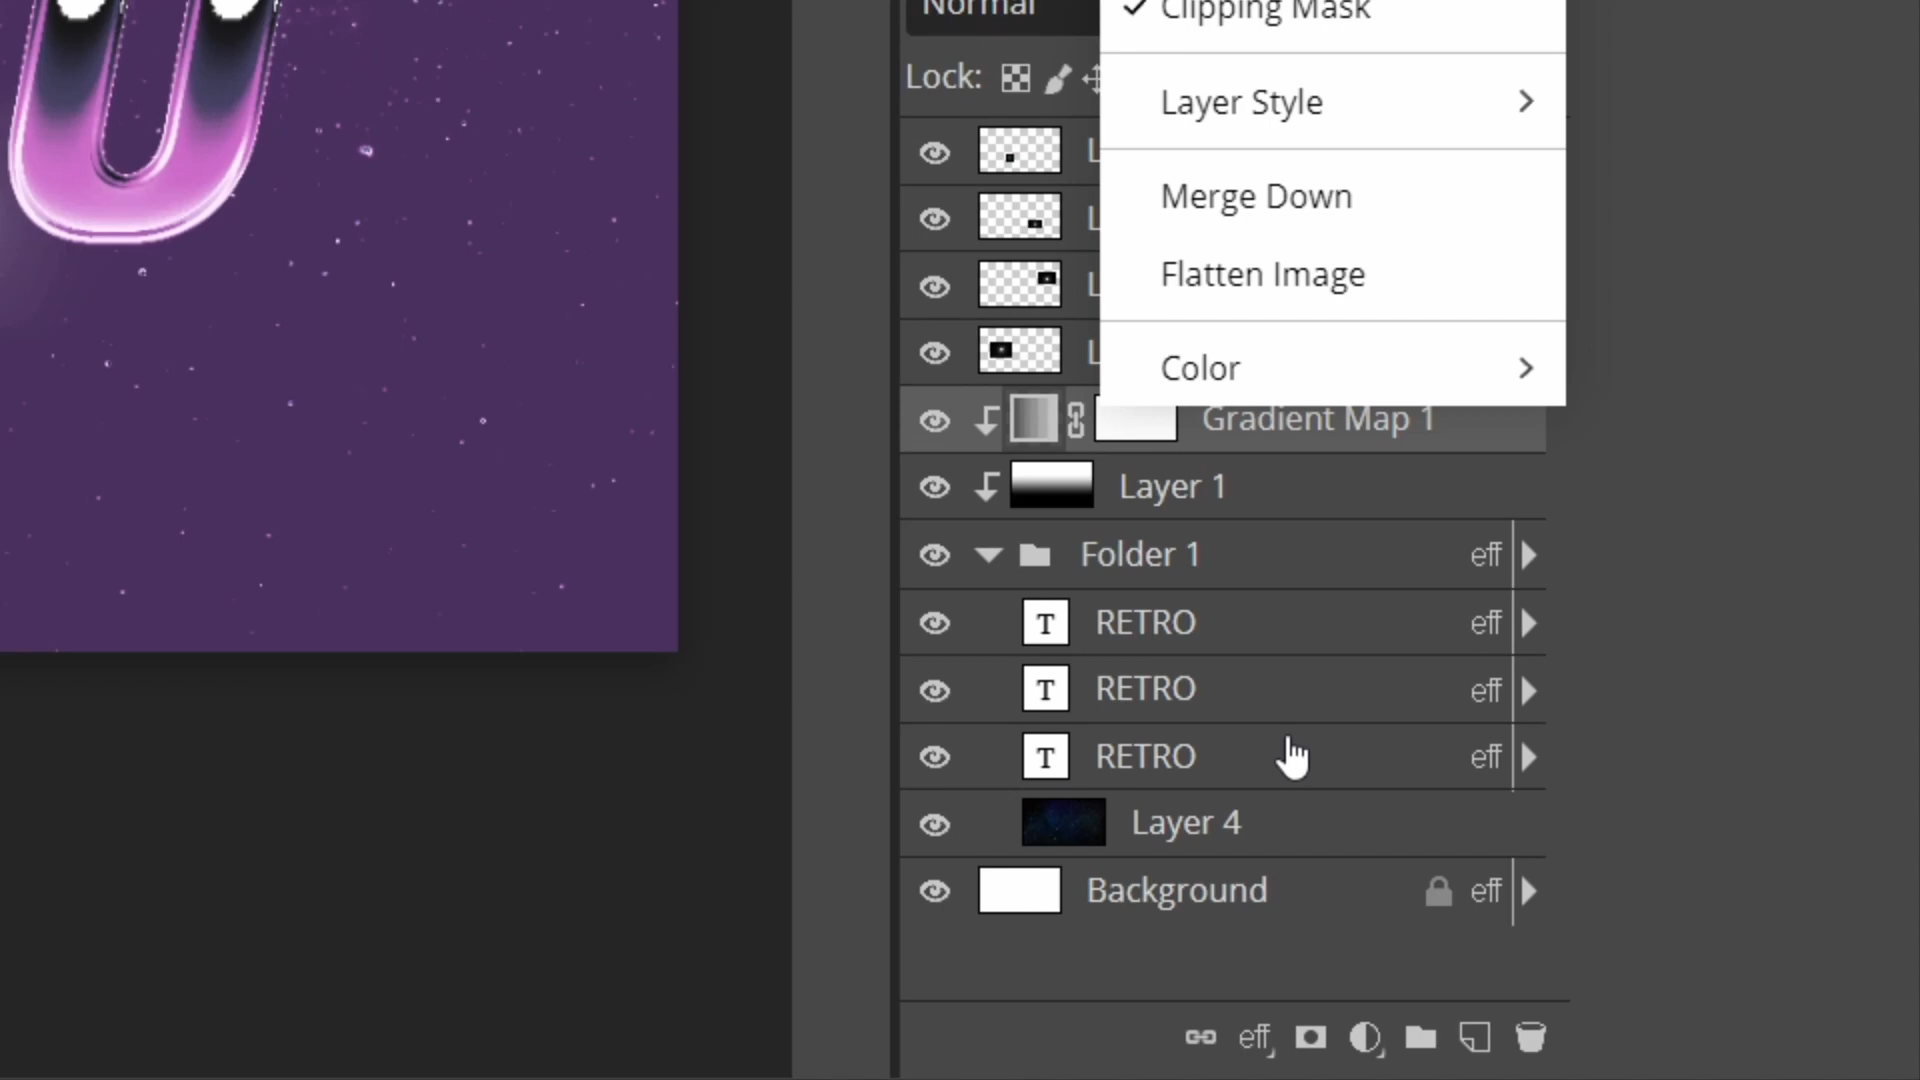 Normal
Clipping Mask
Lock:
Layer Style
L
Merge Down
L
Flatten Image
L
L
Color
Gradient Map 1
Layer 1
Folder 1 eff
T RETRO eff
T RETRO eff
T RETRO eff
Layer 4
Background eff
eff